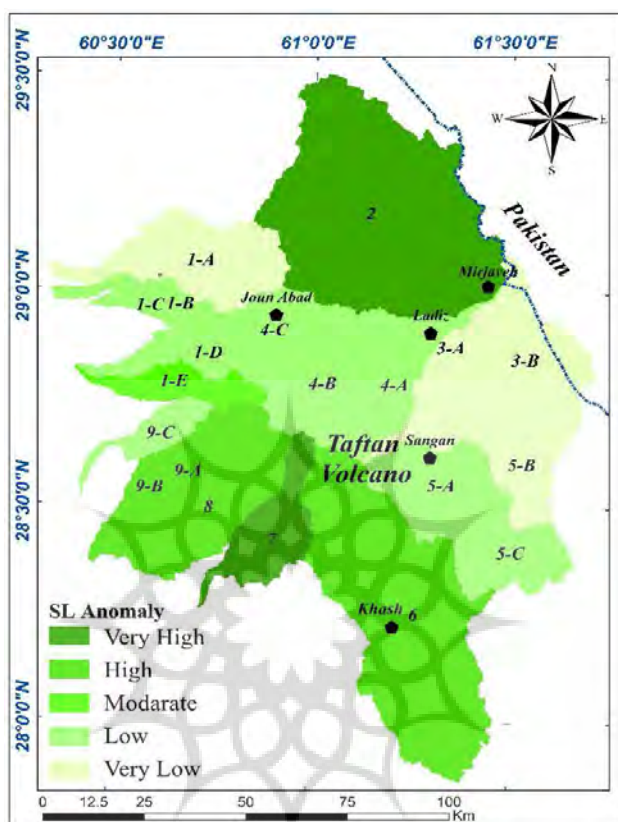 60°30'0"E 61°0'0"E 61°30'0"E
29°30'0"N
N
W E
S
2
Pakistan
1-A
Mirjaveh
29°0'0"N
1-C 1-B
Joun Abad
4-C
Ladiz
3-A
3-B
1-D
1-E
4-B
4-A
9-C
Taftan
Volcano
Sangan
9-A
9-B
5-A
5-B
28°30'0"N
8
7
5-C
SL Anomaly
Very High
High
Modarate
Low
Very Low
Khash 6
28°0'0"N
0 12.5 25 50 75 100
Km